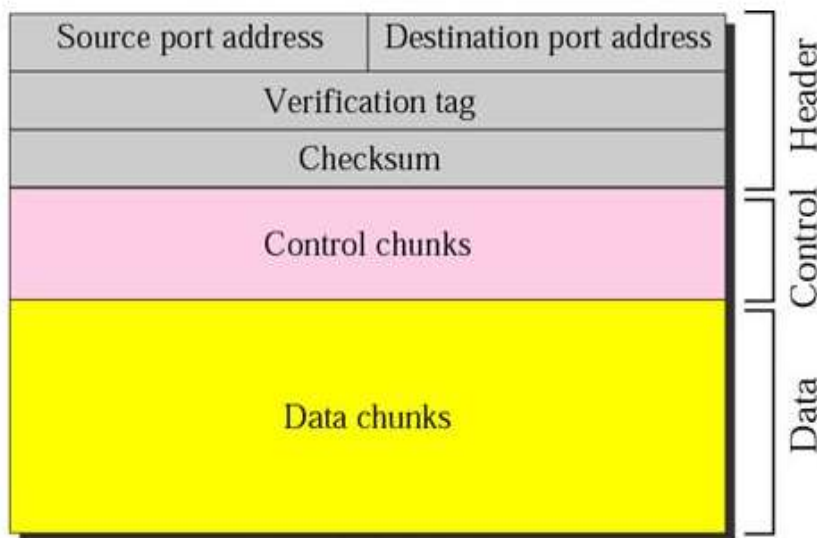 Source port address
Destination port address
Verification tag
Checksum
Header
Control chunks
Control
Data chunks
Data